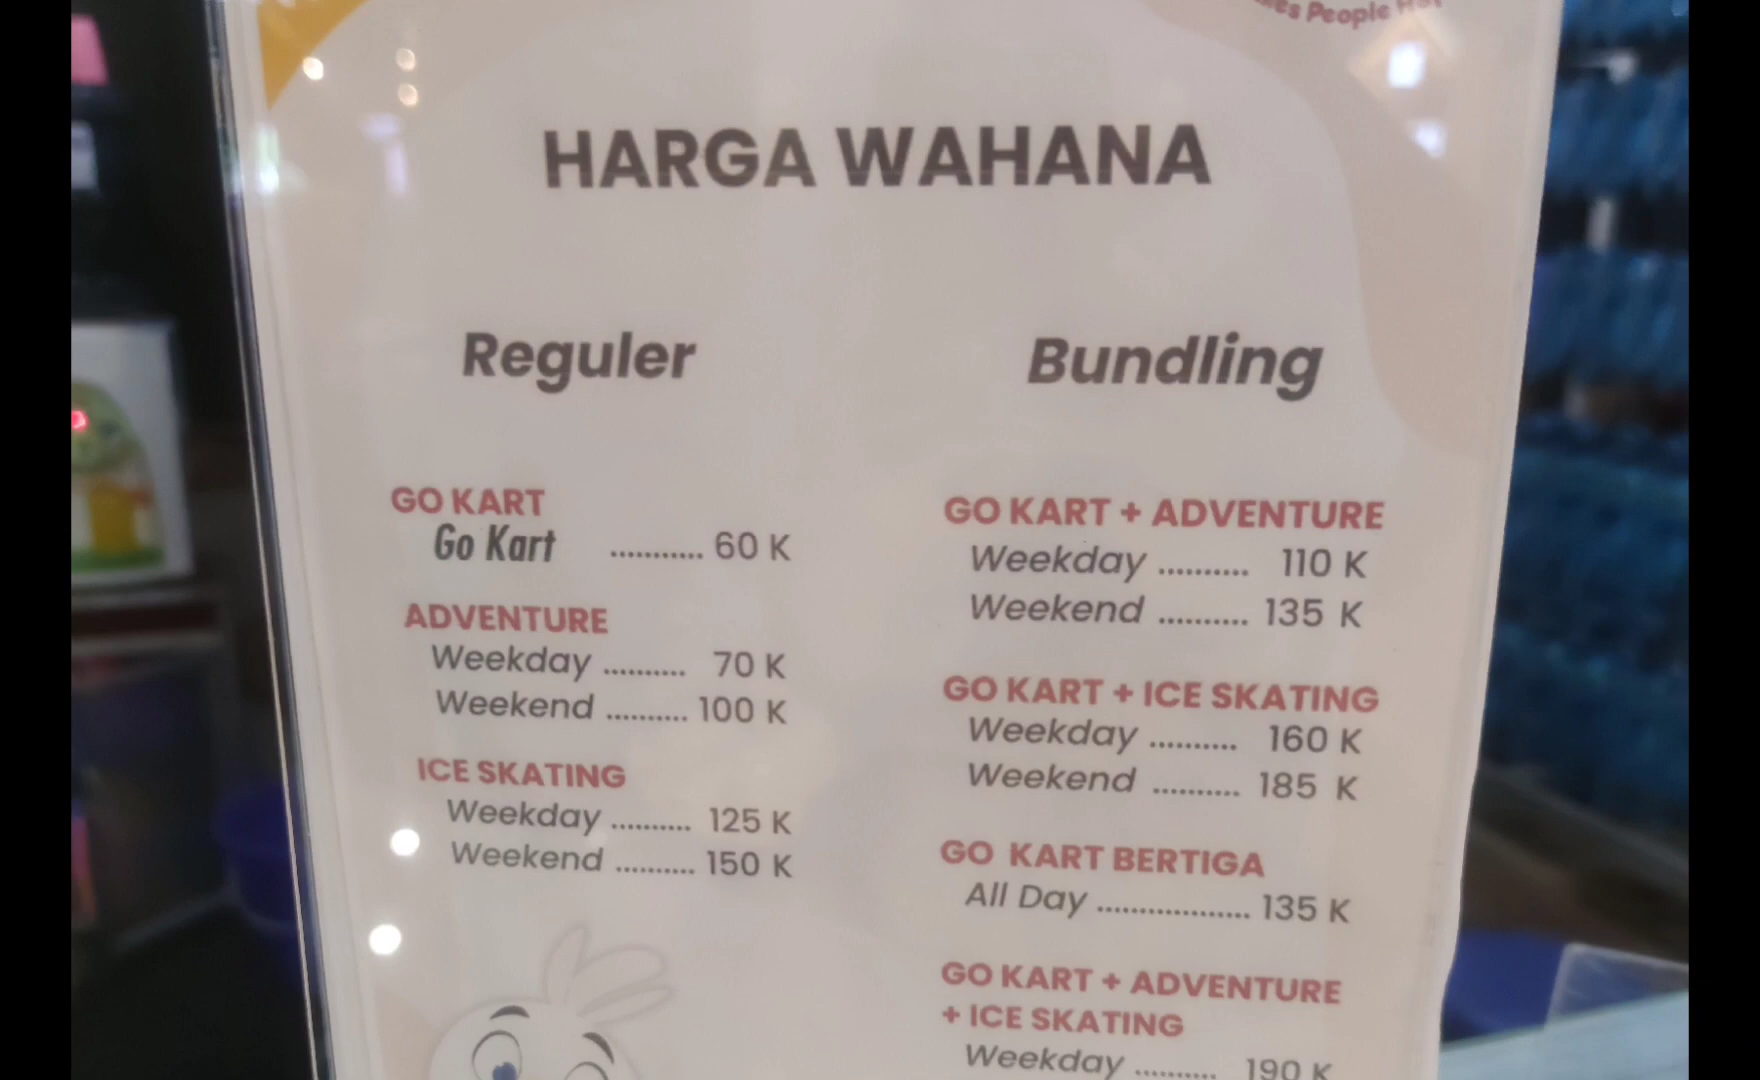 People
HARGA WAHANA
Reguler
GO KART
Go Kart ........... 60 K
ADVENTURE
Weekday .......... 70 K
Weekend .......... 100 K
ICE SKATING
Weekday .......... 125 K
Weekend .......... 150 K
Bundling
GO KART + ADVENTURE
Weekday .......... 110 K
Weekend .......... 135 K
GO KART + ICE SKATING
Weekday .......... 160 K
Weekend .......... 185 K
GO KART BERTIGA
All Day .................. 135 K
GO KART + ADVENTURE
+ ICE SKATING
Weekday .......... 190 K